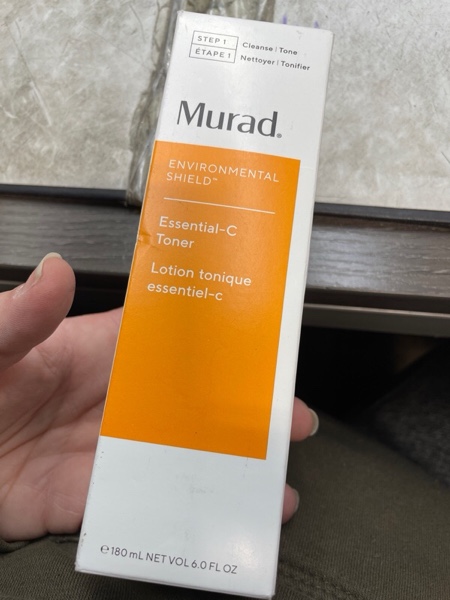 STEP 1
ÉTAPE 1
Cleanse | Tone
Nettoyer | Tonifier
Murad®
ENVIRONMENTAL
SHIELD™
Essential-C
Toner
Lotion tonique
essentiel-c
℮ 180 mL NET VOL 6.0 FL OZ